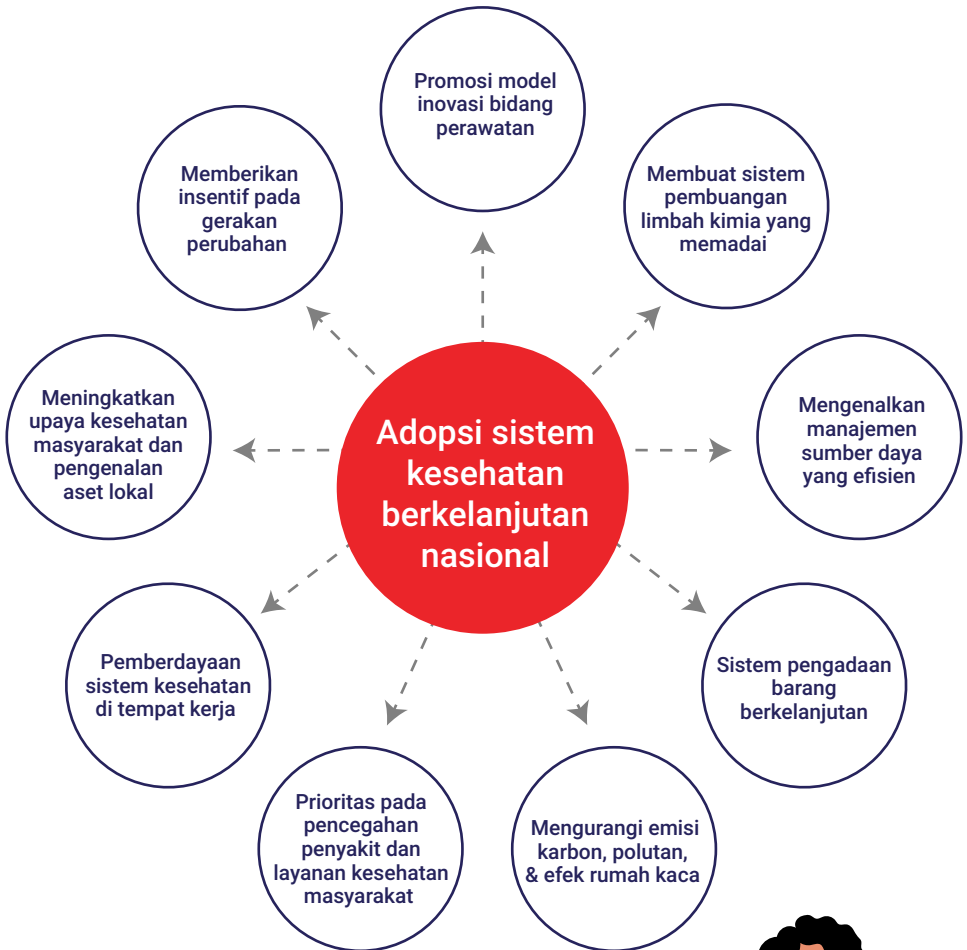 Promosi model
inovasi bidang
perawatan
Membuat sistem
pembuangan
limbah kimia yang
memadai
Mengenalkan
manajemen
sumber daya
yang efisien
Sistem pengadaan
barang
berkelanjutan
Mengurangi emisi
karbon, polutan,
& efek rumah kaca
Prioritas pada
pencegahan
penyakit dan
layanan kesehatan
masyarakat
Pemberdayaan
sistem kesehatan
di tempat kerja
Meningkatkan
upaya kesehatan
masyarakat dan
pengenalan
aset lokal
Memberikan
insentif pada
gerakan
perubahan
Adopsi sistem
kesehatan
berkelanjutan
nasional